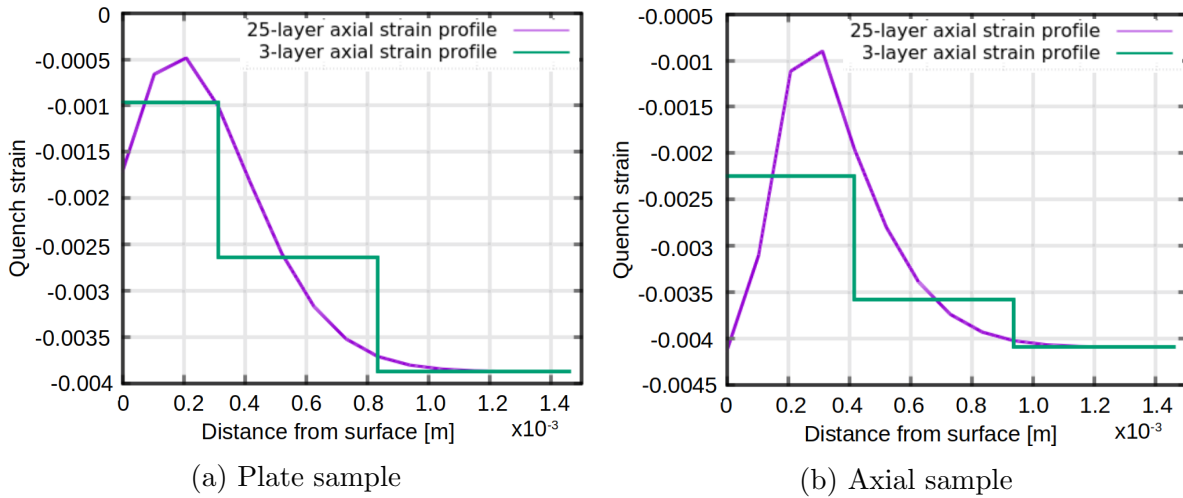 0
25-layer axial strain profile
3-layer axial strain profile
-0.0005
-0.001
-0.0015
-0.002
-0.0025
-0.003
-0.0035
-0.004
Quench strain
0 0.2 0.4 0.6 0.8 1.0 1.2 1.4
Distance from surface [m] x10-3
(a) Plate sample
-0.0005
25-layer axial strain profile
3-layer axial strain profile
-0.001
-0.0015
-0.002
-0.0025
-0.003
-0.0035
-0.004
-0.0045
Quench strain
0 0.2 0.4 0.6 0.8 1.0 1.2 1.4
Distance from surface [m] x10-3
(b) Axial sample